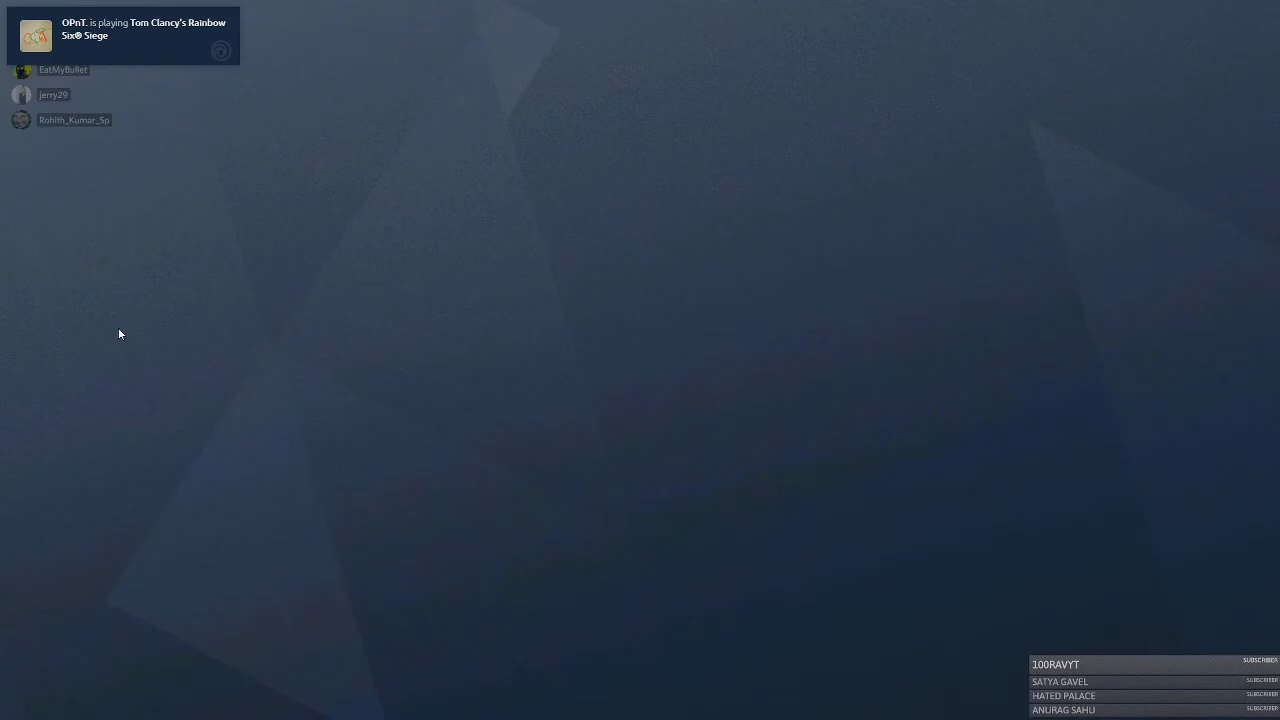 OPnT. is playing Tom Clancy's Rainbow
Six® Siege
EatMyBullet
jerry29
Rohith_Kumar_Sp
100RAVYT SUBSCRIBER
SATYA GAVEL SUBSCRIBER
HATED PALACE SUBSCRIBER
ANURAG SAHU SUBSCRIBER